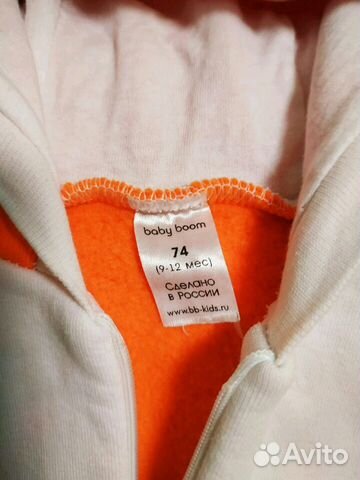 baby boom
74
(9-12 мес)
Сделано
в России
www.bb-kids.ru
Avito